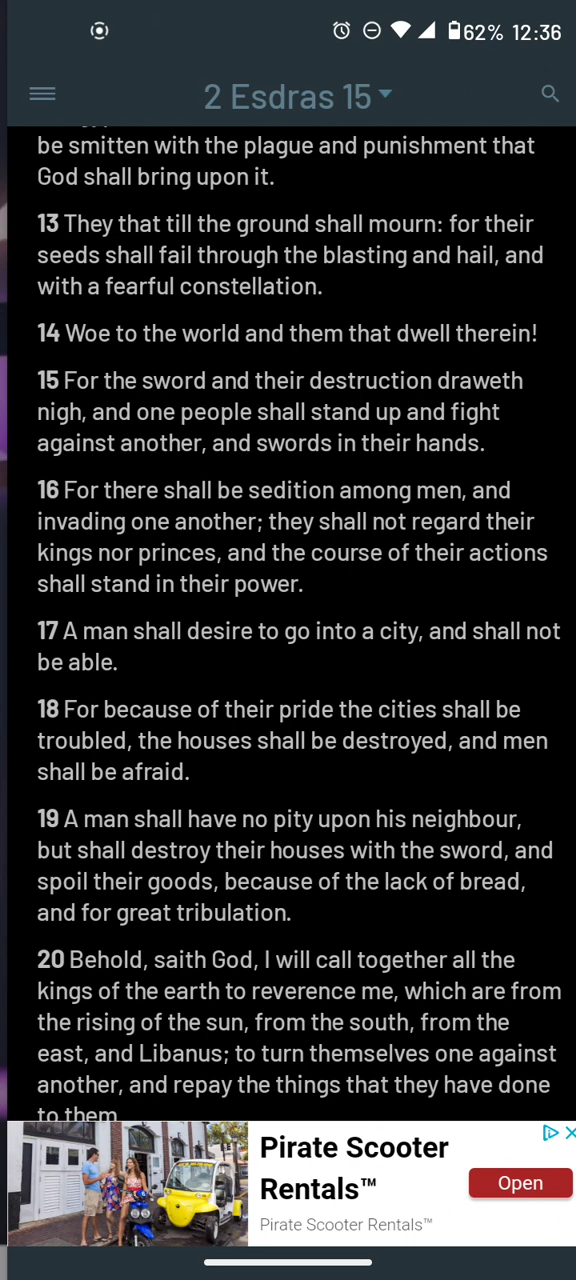 62% 12:36
2 Esdras 15
be smitten with the plague and punishment that
God shall bring upon it.
13 They that till the ground shall mourn: for their
seeds shall fail through the blasting and hail, and
with a fearful constellation.
14 Woe to the world and them that dwell therein!
15 For the sword and their destruction draweth
nigh, and one people shall stand up and fight
against another, and swords in their hands.
16 For there shall be sedition among men, and
invading one another; they shall not regard their
kings nor princes, and the course of their actions
shall stand in their power.
17 A man shall desire to go into a city, and shall not
be able.
18 For because of their pride the cities shall be
troubled, the houses shall be destroyed, and men
shall be afraid.
19 A man shall have no pity upon his neighbour,
but shall destroy their houses with the sword, and
spoil their goods, because of the lack of bread,
and for great tribulation.
20 Behold, saith God, I will call together all the
kings of the earth to reverence me, which are from
the rising of the sun, from the south, from the
east, and Libanus; to turn themselves one against
another, and repay the things that they have done
to them
Pirate Scooter
Rentals™
Open
Pirate Scooter Rentals™